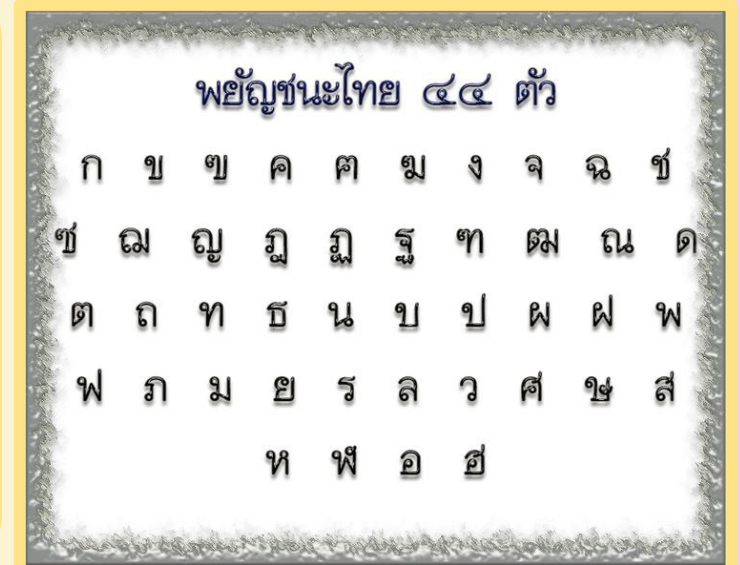 พยัญชนะไทย ๔๔ ตัว
ก ข ฃ ค ฅ ฆ ง จ ฉ ช
ซ ฌ ญ ฎ ฏ ฐ ฑ ฒ ณ ด
ต ถ ท ธ น บ ป ผ ฝ พ
ฟ ภ ม ย ร ล ว ศ ษ ส
ห ฬ อ ฮ